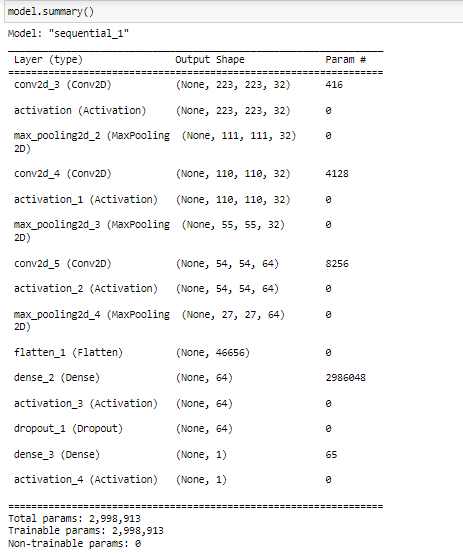 model.summary()
Model: "sequential_1"
Layer (type) Output Shape Param #
conv2d_3 (Conv2D) (None, 223, 223, 32) 416
activation (Activation) (None, 223, 223, 32) 0
max_pooling2d_2 (MaxPooling (None, 111, 111, 32) 0
2D)
conv2d_4 (Conv2D) (None, 110, 110, 32) 4128
activation_1 (Activation) (None, 110, 110, 32) 0
max_pooling2d_3 (MaxPooling (None, 55, 55, 32) 0
2D)
conv2d_5 (Conv2D) (None, 54, 54, 64) 8256
activation_2 (Activation) (None, 54, 54, 64) 0
max_pooling2d_4 (MaxPooling (None, 27, 27, 64) 0
2D)
flatten_1 (Flatten) (None, 46656) 0
dense_2 (Dense) (None, 64) 2986048
activation_3 (Activation) (None, 64) 0
dropout_1 (Dropout) (None, 64) 0
dense_3 (Dense) (None, 1) 65
activation_4 (Activation) (None, 1) 0
Total params: 2,998,913
Trainable params: 2,998,913
Non-trainable params: 0